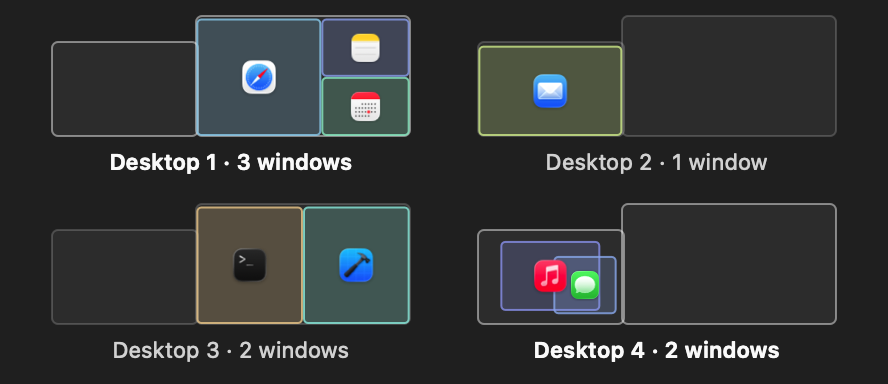 Desktop 1 · 3 windows
Desktop 2 · 1 window
Desktop 3 · 2 windows
Desktop 4 · 2 windows